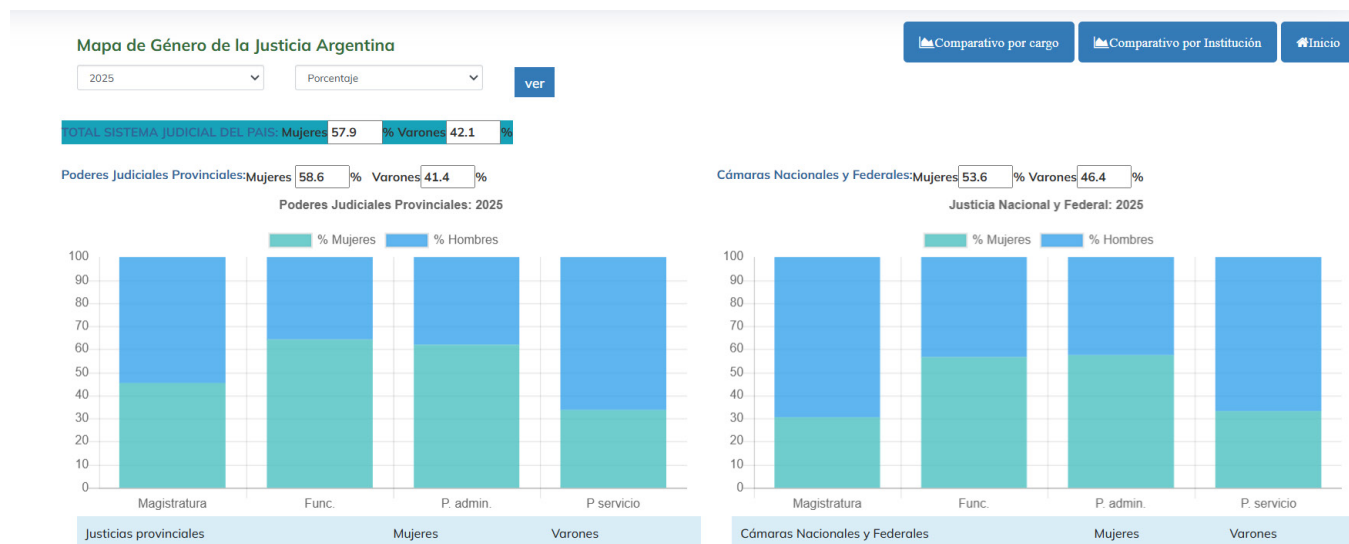 Mapa de Género de la Justicia Argentina
Comparativo por cargo
Comparativo por Institución
Inicio
2025
Porcentaje
ver
TOTAL SISTEMA JUDICIAL DEL PAIS: Mujeres 57.9 % Varones 42.1 %
Poderes Judiciales Provinciales:Mujeres 58.6 % Varones 41.4 %
Poderes Judiciales Provinciales: 2025
% Mujeres % Hombres
100
90
80
70
60
50
40
30
20
10
0
Magistratura Func. P. admin. P servicio
Justicias provinciales Mujeres Varones
Cámaras Nacionales y Federales:Mujeres 53.6 % Varones 46.4 %
Justicia Nacional y Federal: 2025
% Mujeres % Hombres
100
90
80
70
60
50
40
30
20
10
0
Magistratura Func. P. admin. P. servicio
Cámaras Nacionales y Federales Mujeres Varones